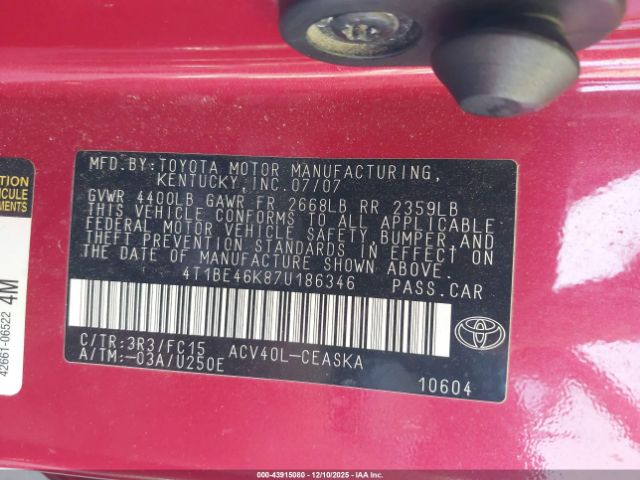 MFD.BY:TOYOTA MOTOR MANUFACTURING,
KENTUCKY,INC.07/07
GVWR 4400LB GAWR FR 2668LB RR 2359LB
THIS VEHICLE CONFORMS TO ALL APPLICABLE
FEDERAL MOTOR VEHICLE SAFETY,BUMPER,AND
THEFT PREVENTION STANDARDS IN EFFECT ON
THE DATE OF MANUFACTURE SHOWN ABOVE.
4T1BE46K87U186346 PASS.CAR
C/TR:3R3/FC15 ACV40L-CEASKA
A/TM:-03A/U250E
10604
TOYOTA
42661-06522 4M
000-43915080 - 12/10/2025 - IAA